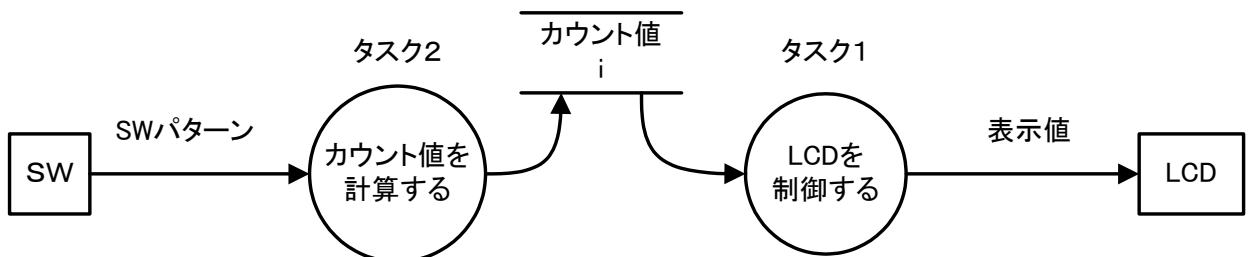 タスク2
カウント値
i
タスク1
SW
SWパターン
カウント値を
計算する
LCDを
制御する
表示値
LCD